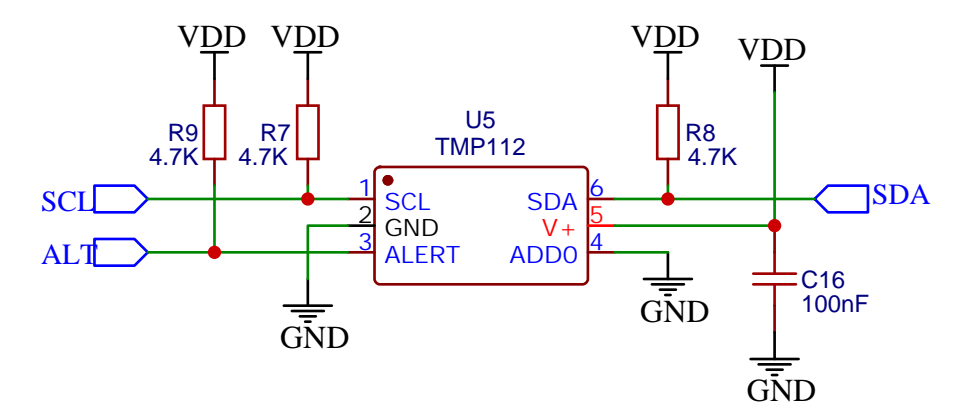 VDD VDD VDD VDD
R9
4.7K
R7
4.7K
U5
TMP112
R8
4.7K
SCL 1 SCL SDA 6 SDA
2 GND V+ 5
ALT 3 ALERT ADD0 4
C16
100nF
GND
GND
GND